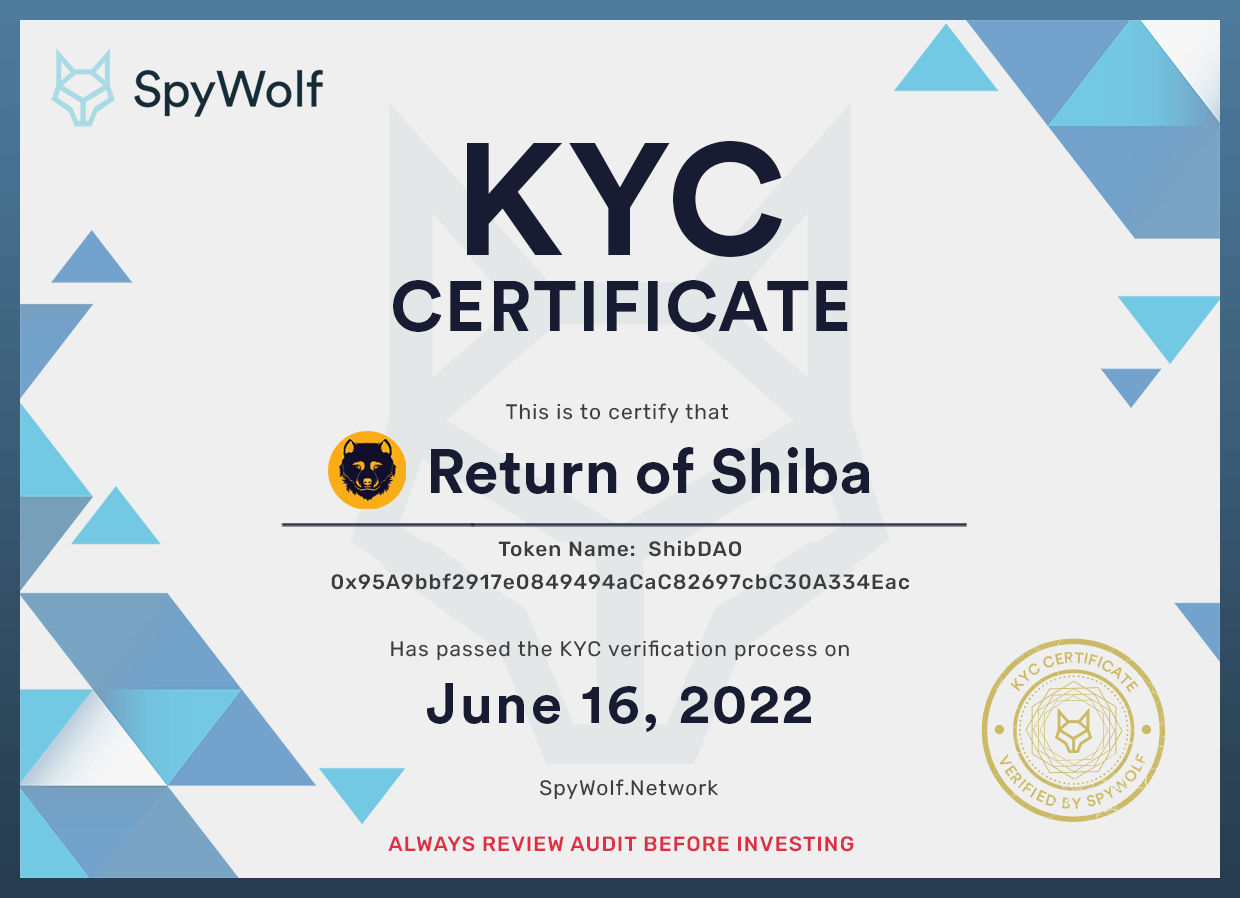 SpyWolf
KYC
CERTIFICATE
This is to certify that
Return of Shiba
Token Name: ShibDAO
0x95A9bbf2917e0849494aCaC82697cbC30A334Eac
Has passed the KYC verification process on
June 16, 2022
KYC CERTIFICATE
VERIFIED BY SPYWOLF
SpyWolf.Network
ALWAYS REVIEW AUDIT BEFORE INVESTING